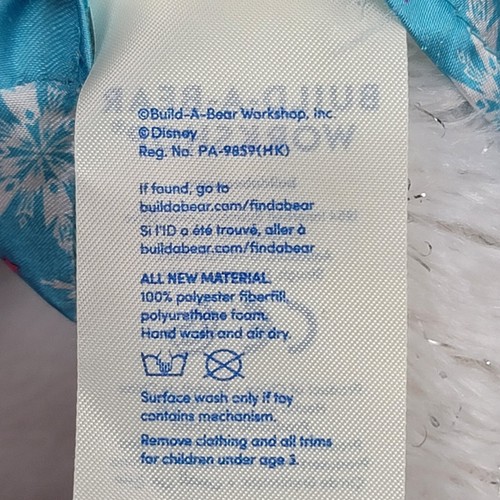 ©Build-A-Bear Workshop, Inc.
©Disney
Reg. No. PA-9859(HK)
If found, go to
buildabear.com/findabear
Si l'ID a été trouvé, aller à
buildabear.com/findabear
ALL NEW MATERIAL.
100% polyester fiberfill,
polyurethane foam.
Hand wash and air dry.
Surface wash only if toy
contains mechanism.
Remove clothing and all trims
for children under age 3.